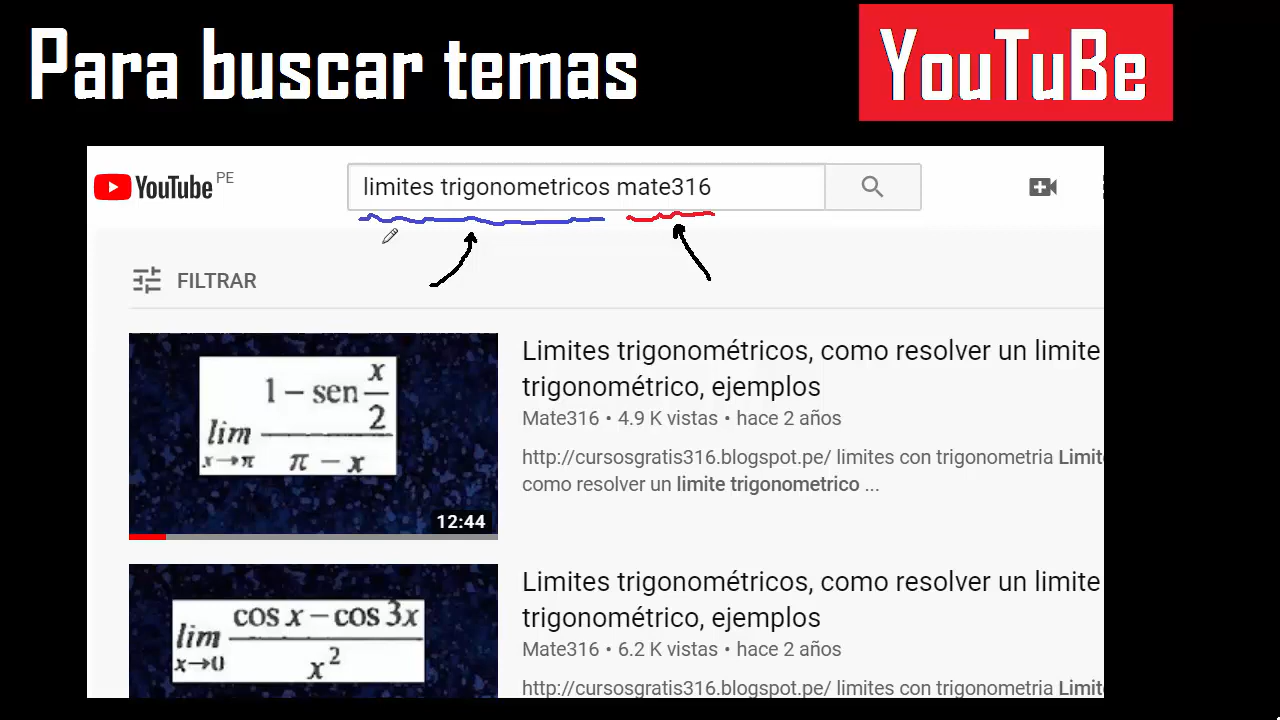 Para buscar temas
YouTuBe
YouTube PE
limites trigonometricos mate316
FILTRAR
lim x→π 1 − sen x/2 / π − x
12:44
Limites trigonométricos, como resolver un limite
trigonométrico, ejemplos
Mate316 • 4.9 K vistas • hace 2 años
http://cursosgratis316.blogspot.pe/ limites con trigonometria Limit
como resolver un limite trigonometrico ...
lim x→0 cos x − cos 3x / x²
Limites trigonométricos, como resolver un limite
trigonométrico, ejemplos
Mate316 • 6.2 K vistas • hace 2 años
http://cursosgratis316.blogspot.pe/ limites con trigonometria Limit